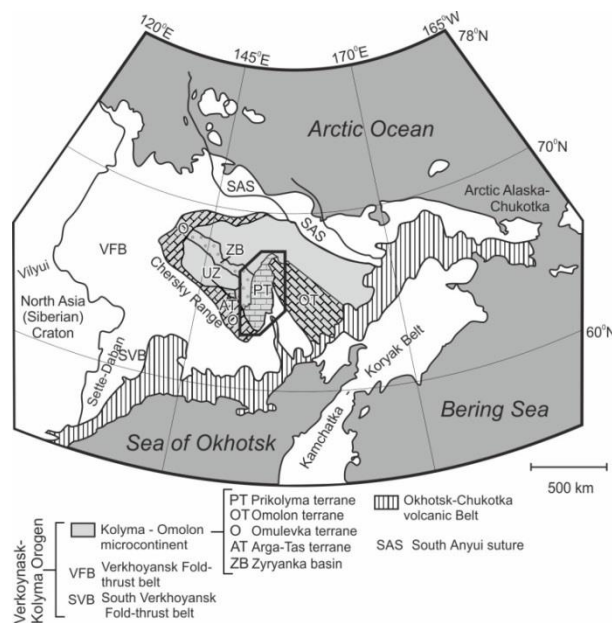 120°E
145°E
170°E
165°W
78°N
Arctic Ocean
70°N
SAS
Arctic Alaska-
Chukotka
SAS
VFB
O
ZB
Vilyui
UZ
PT
OT
Chersky Range
AT
O
North Asia
(Siberian)
Craton
60°N
SVB
Sette-Daban
Koryak Belt
Kamchatka
Bering Sea
Sea of Okhotsk
500 km
Verkoynask-
Kolyma Orogen
Kolyma - Omolon
microcontinent
VFB Verkhoyansk Fold-
thrust belt
SVB South Verkhoyansk
Fold-thrust belt
PT Prikolyma terrane
OT Omolon terrane
O Omulevka terrane
AT Arga-Tas terrane
ZB Zyryanka basin
Okhotsk-Chukotka
volcanic Belt
SAS South Anyui suture